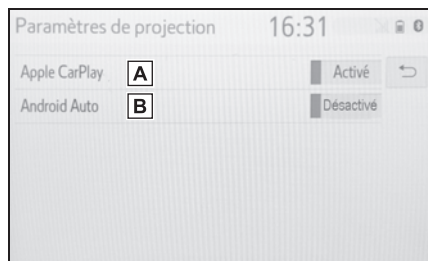 Paramètres de projection 16:31
Apple CarPlay A Activé
Android Auto B Désactivé